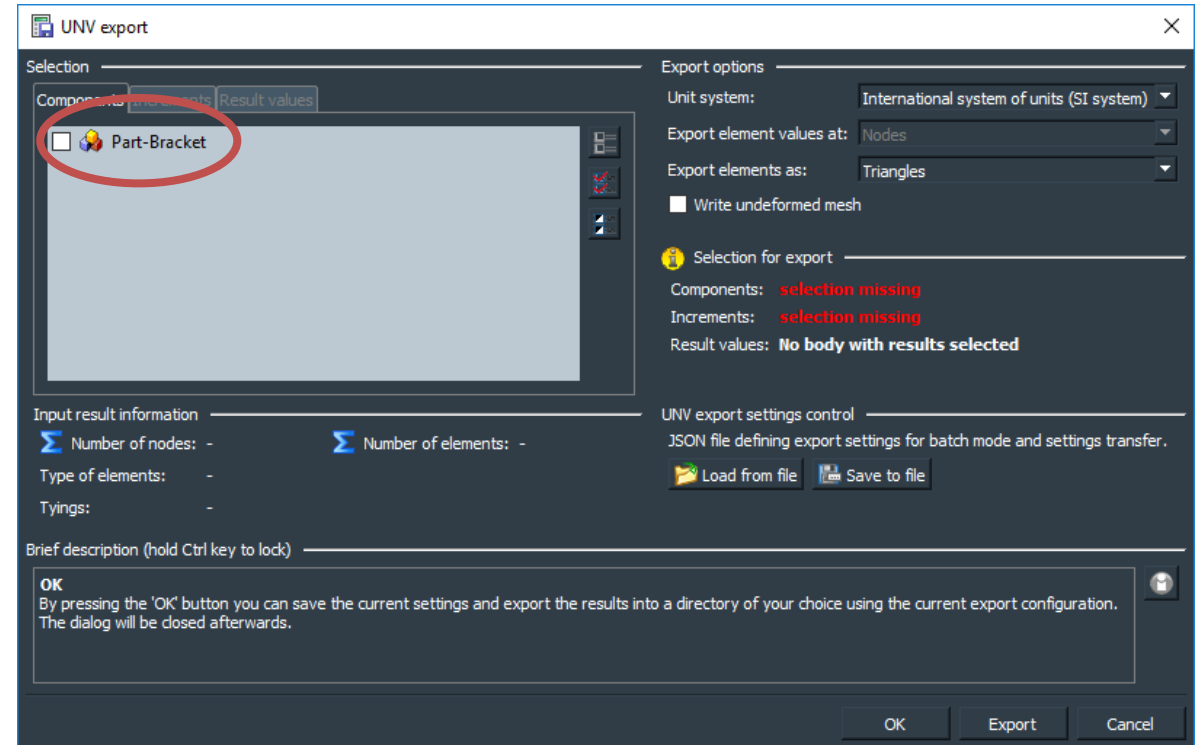 UNV export
Selection
Components Increments Result values
Part-Bracket
Export options
Unit system: International system of units (SI system)
Export element values at: Nodes
Export elements as: Triangles
Write undeformed mesh
Selection for export
Components: selection missing
Increments: selection missing
Result values: No body with results selected
Input result information
Number of nodes: - Number of elements: -
Type of elements: -
Tyings: -
UNV export settings control
JSON file defining export settings for batch mode and settings transfer.
Load from file Save to file
Brief description (hold Ctrl key to lock)
OK
By pressing the 'OK' button you can save the current settings and export the results into a directory of your choice using the current export configuration.
The dialog will be closed afterwards.
OK Export Cancel